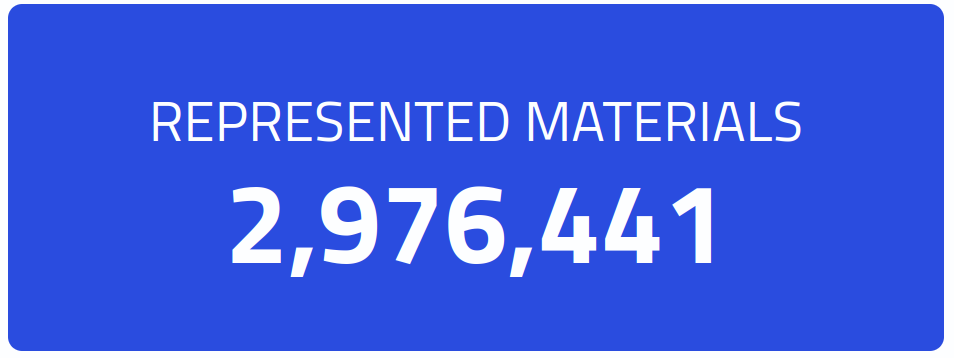 REPRESENTED MATERIALS
2,976,441